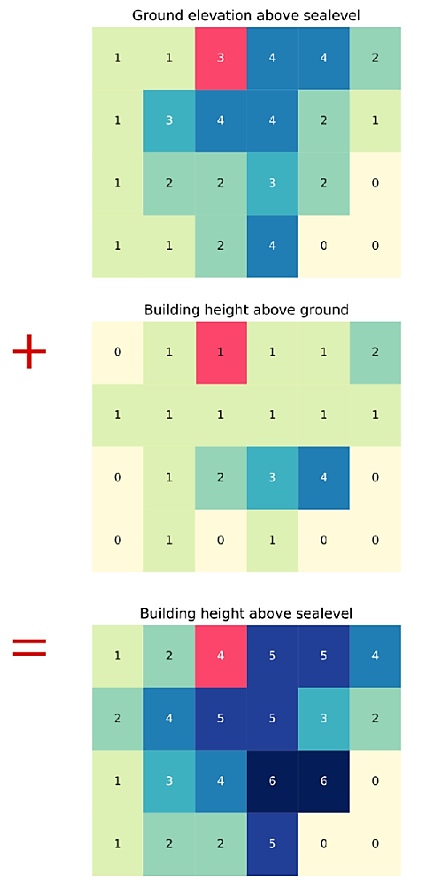 Ground elevation above sealevel
1 1 3 4 4 2
1 3 4 4 2 1
1 2 2 3 2 0
1 1 2 4 0 0
+
Building height above ground
0 1 1 1 1 2
1 1 1 1 1 1
0 1 2 3 4 0
0 1 0 1 0 0
=
Building height above sealevel
1 2 4 5 5 4
2 4 5 5 3 2
1 3 4 6 6 0
1 2 2 5 0 0